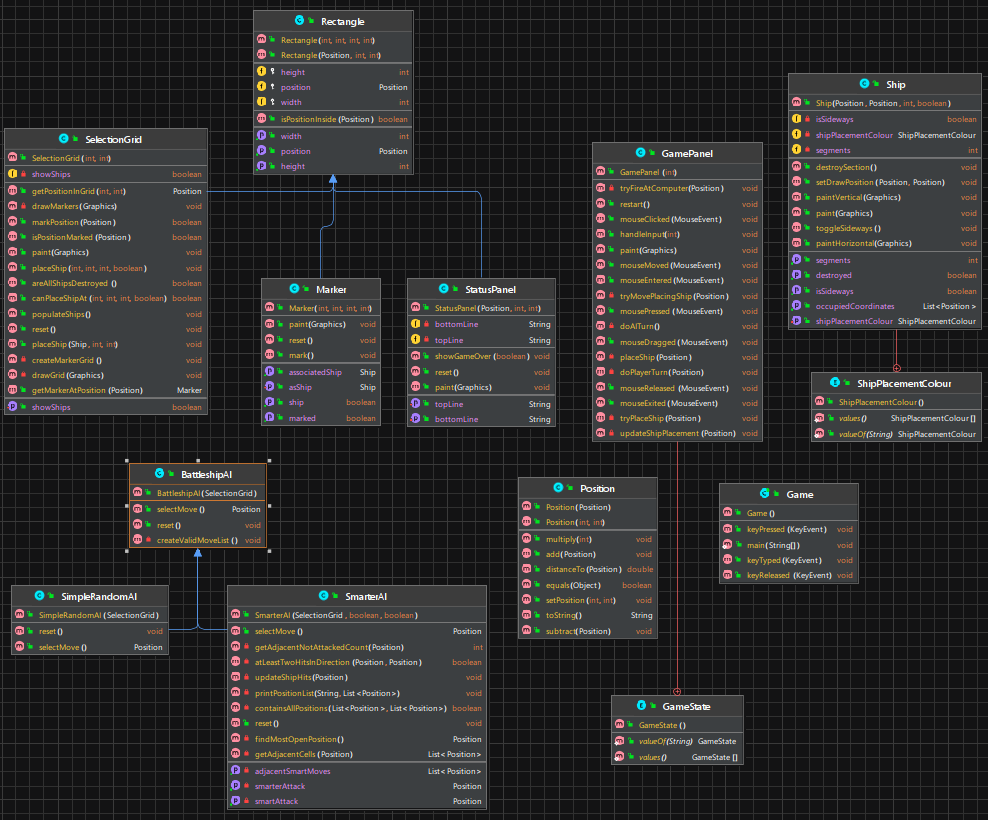 Rectangle
Rectangle(int, int, int, int)
Rectangle(Position, int, int)
height int
position Position
width int
isPositionInside (Position) boolean
width int
position Position
height int
Ship
Ship(Position, Position, int, boolean)
isSideways boolean
shipPlacementColour ShipPlacementColour
segments int
destroySection() void
setDrawPosition (Position, Position) void
paintVertical(Graphics) void
paint(Graphics) void
toggleSideways () void
paintHorizontal(Graphics) void
segments int
destroyed boolean
isSideways boolean
occupiedCoordinates List<Position>
shipPlacementColour ShipPlacementColour
SelectionGrid
SelectionGrid (int, int)
showShips boolean
getPositionInGrid (int, int) Position
drawMarkers (Graphics) void
markPosition (Position) boolean
isPositionMarked (Position) boolean
paint(Graphics) void
placeShip (int, int, int, boolean) boolean
areAllShipsDestroyed () boolean
canPlaceShipAt (int, int, int, boolean) boolean
populateShips() void
reset() void
placeShip (Ship, int, int) void
createMarkerGrid () void
drawGrid (Graphics) void
getMarkerAtPosition (Position) Marker
showShips boolean
GamePanel
GamePanel (int)
tryFireAtComputer(Position) void
restart() void
mouseClicked (MouseEvent) void
handleInput(int) void
paint(Graphics) void
mouseMoved (MouseEvent) void
mouseEntered (MouseEvent) void
tryMovePlacingShip (Position) void
mousePressed (MouseEvent) void
doAITurn() void
mouseDragged (MouseEvent) void
placeShip (Position) void
doPlayerTurn (Position) void
mouseReleased (MouseEvent) void
mouseExited (MouseEvent) void
tryPlaceShip (Position) void
updateShipPlacement (Position) void
Marker
Marker(int, int, int, int)
paint(Graphics) void
reset() void
mark() void
associatedShip Ship
asShip Ship
ship boolean
marked boolean
StatusPanel
StatusPanel (Position, int, int)
bottomLine String
topLine String
showGameOver (boolean) void
reset() void
paint(Graphics) void
topLine String
bottomLine String
ShipPlacementColour
ShipPlacementColour ()
values() ShipPlacementColour []
valueOf(String) ShipPlacementColour
BattleshipAI
BattleshipAI (SelectionGrid)
selectMove () Position
reset() void
createValidMoveList () void
Position
Position(Position)
Position(int, int)
multiply(int) void
add(Position) void
distanceTo (Position) double
equals(Object) boolean
setPosition (int, int) void
toString() String
subtract(Position) void
Game
Game ()
keyPressed (KeyEvent) void
main(String[]) void
keyTyped (KeyEvent) void
keyReleased (KeyEvent) void
SimpleRandomAI
SimpleRandomAI (SelectionGrid)
reset() void
selectMove () Position
SmarterAI
SmarterAI (SelectionGrid, boolean, boolean)
selectMove () Position
getAdjacentNotAttackedCount(Position) int
atLeastTwoHitsInDirection (Position, Position) boolean
updateShipHits (Position) void
printPositionList(String, List<Position>) void
containsAllPositions (List<Position>, List<Position>) boolean
reset() void
findMostOpenPosition() Position
getAdjacentCells (Position) List<Position>
adjacentSmartMoves List<Position>
smarterAttack Position
smartAttack Position
GameState
GameState ()
valueOf(String) GameState
values() GameState []